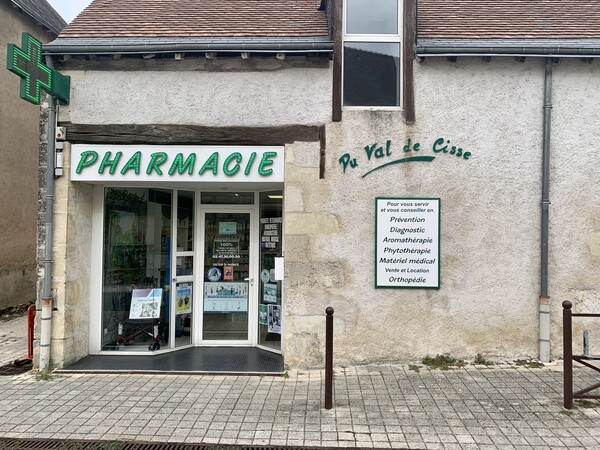 PHARMACIE
Du Val de Cisse
Pour vous servir
et vous conseiller en.
Prévention
Diagnostic
Aromathérapie
Phytothérapie
Matériel médical
Vente et Location
Orthopédie
100%